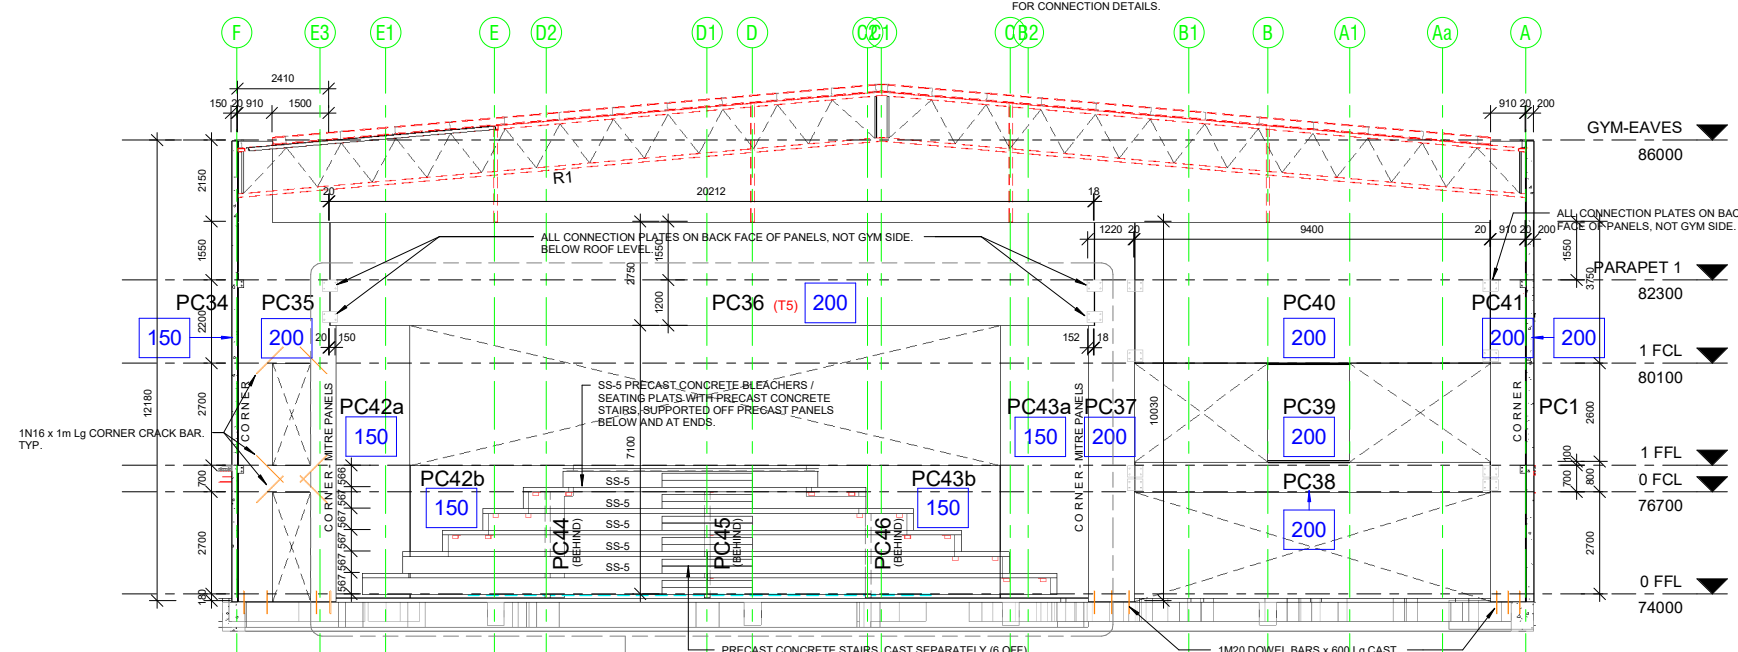 FOR CONNECTION DETAILS.
F E3 E1 E D2 D1 D C1 B2 B1 B A1 Aa A
2410
150 20 910 1500
910 20 200
GYM-EAVES
86000
2150
R1
20 20212 18
ALL CONNECTION PLATES ON BACK FACE OF PANELS, NOT GYM SIDE.
BELOW ROOF LEVEL
ALL CONNECTION PLATES ON BAC
FACE OF PANELS, NOT GYM SIDE.
1220 20 9400 20 910 20 200
1550
2750
1550
1550
3750
PARAPET 1
82300
PC34 PC35 PC36 (T5) 200 PC40 PC41
150 200 200 200 200
2200
1200
20 150
152 18
1 FCL
80100
12180
2700
CORNER
CORNER - MITRE PANELS
SS-5 PRECAST CONCRETE BLEACHERS /
SEATING PLATS WITH PRECAST CONCRETE
STAIRS, SUPPORTED OFF PRECAST PANELS
BELOW AND AT ENDS.
PC42a PC43a PC37 PC39 PC1
150 150 200 200
CORNER - MITRE PANELS
10030
2600
CORNER
1N16 x 1m Lg CORNER CRACK BAR.
TYP.
7100
1 FFL
0 FCL
76700
700
100
700
800
PC42b PC43b PC38
150 150 200
566
567
567
567
567
567
SS-5
SS-5
SS-5
SS-5
SS-5
PC44
(BEHIND)
PC45
(BEHIND)
PC46
(BEHIND)
2700
2700
180
0 FFL
74000
PRECAST CONCRETE STAIRS, CAST SEPARATELY (6 OFF)
1M20 DOWEL BARS x 600 Lg CAST